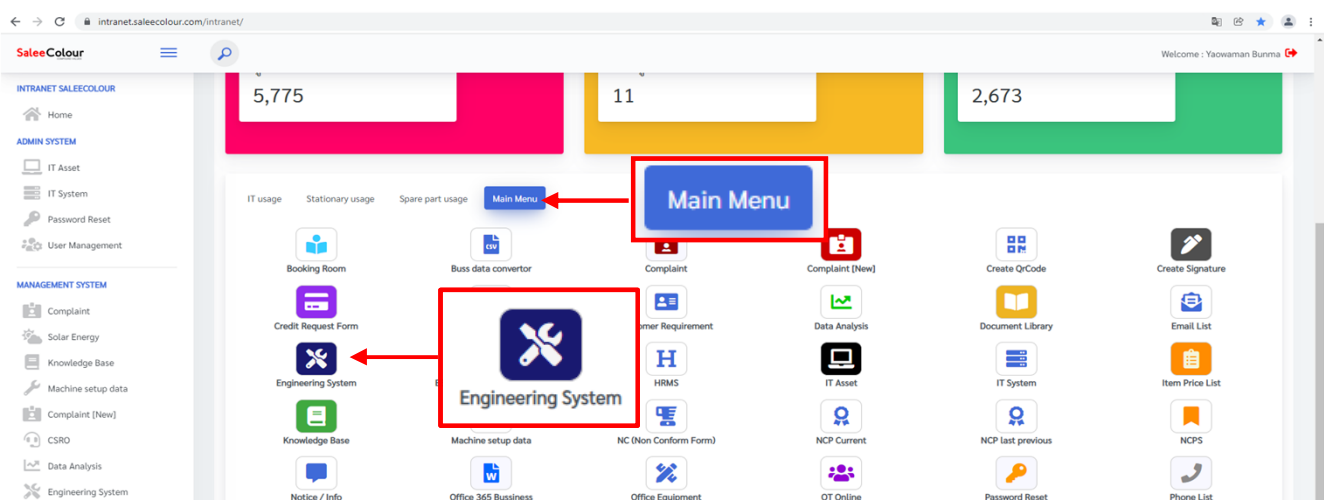 intranet.saleecolour.com/intranet/
SaleeColour
Welcome : Yaowaman Bunma
INTRANET SALEECOLOUR
Home
ADMIN SYSTEM
IT Asset
IT System
Password Reset
User Management
MANAGEMENT SYSTEM
Complaint
Solar Energy
Knowledge Base
Machine setup data
Complaint [New]
CSRO
Data Analysis
Engineering System
5,775
11
2,673
IT usage Stationary usage Spare part usage Main Menu
Main Menu
Booking Room Buss data convertor Complaint Complaint [New] Create QrCode Create Signature
Credit Request Form omer Requirement Data Analysis Document Library Email List
Engineering System HRMS IT Asset IT System Item Price List
Engineering System
Knowledge Base Machine setup data NC (Non Conform Form) NCP Current NCP last previous NCPS
Notice / Info Office 365 Bussiness Office Equipment OT Online Password Reset Phone List